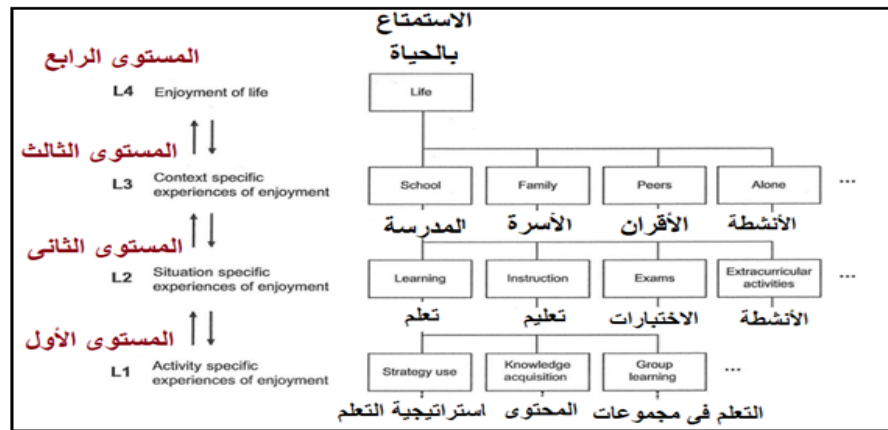 الاستمتاع
بالحياة
المستوى الرابع
L4 Enjoyment of life
Life
المستوى الثالث
L3 Context specific
experiences of enjoyment
School Family Peers Alone ...
المدرسة الأسرة الأقران الأنشطة
المستوى الثانى
L2 Situation specific
experiences of enjoyment
Learning Instruction Exams Extracurricular
activities ...
تعلم تعليم الاختبارات الأنشطة
المستوى الأول
L1 Activity specific
experiences of enjoyment
Strategy use Knowledge
acquisition Group
learning ...
استراتيجية التعلم المحتوى التعلم فى مجموعات